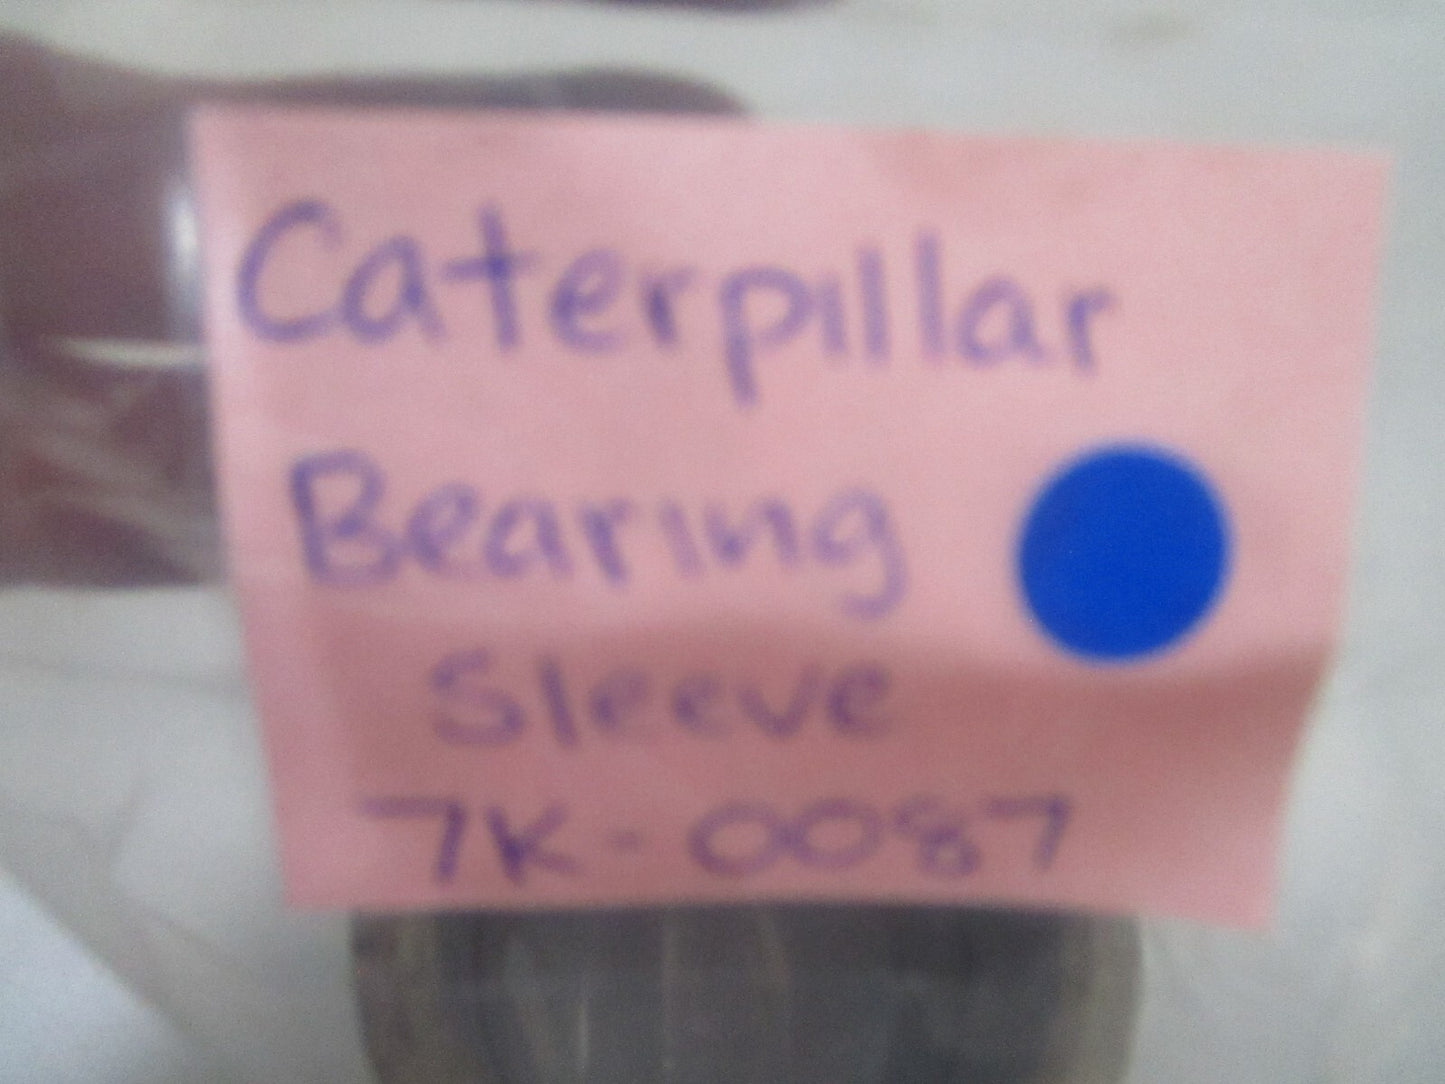 Caterpillar
Bearing
Sleeve
7K-0087